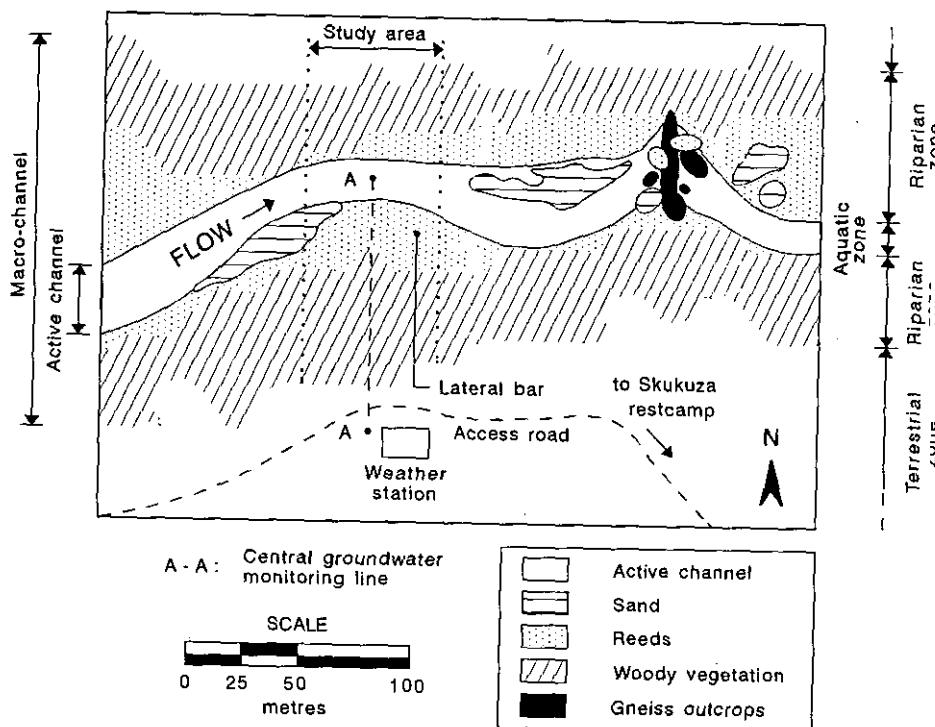 Study area
Macro-channel
Active channel
FLOW
A
Lateral bar
to Skukuza
restcamp
A
Access road
Weather
station
N
Riparian
zone
Aquatic
zone
Riparian
Terrestrial
A - A : Central groundwater
monitoring line
SCALE
0 25 50 100
metres
Active channel
Sand
Reeds
Woody vegetation
Gneiss outcrops